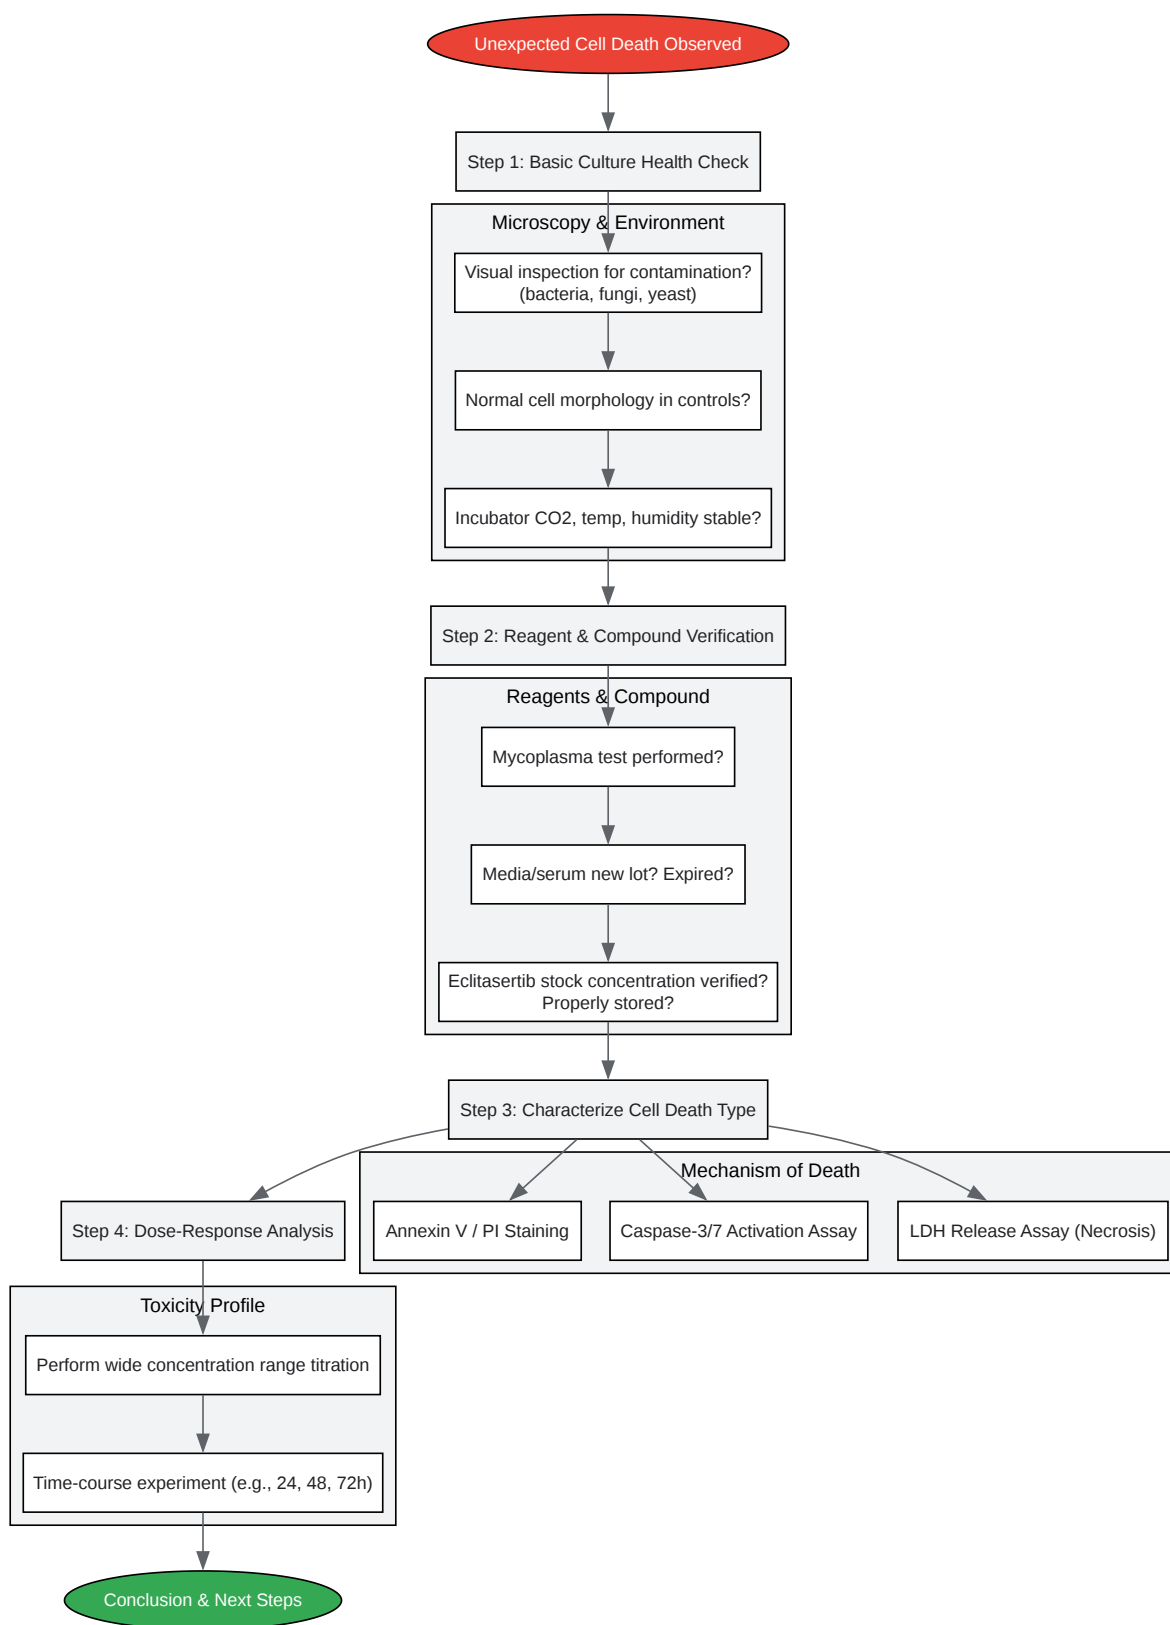 Unexpected Cell Death Observed
Step 1: Basic Culture Health Check
Microscopy & Environment
Visual inspection for contamination?
(bacteria, fungi, yeast)
Normal cell morphology in controls?
Incubator CO2, temp, humidity stable?
Step 2: Reagent & Compound Verification
Reagents & Compound
Mycoplasma test performed?
Media/serum new lot? Expired?
Eclitasertib stock concentration verified?
Properly stored?
Step 3: Characterize Cell Death Type
Mechanism of Death
Annexin V / PI Staining
Caspase-3/7 Activation Assay
LDH Release Assay (Necrosis)
Step 4: Dose-Response Analysis
Toxicity Profile
Perform wide concentration range titration
Time-course experiment (e.g., 24, 48, 72h)
Conclusion & Next Steps